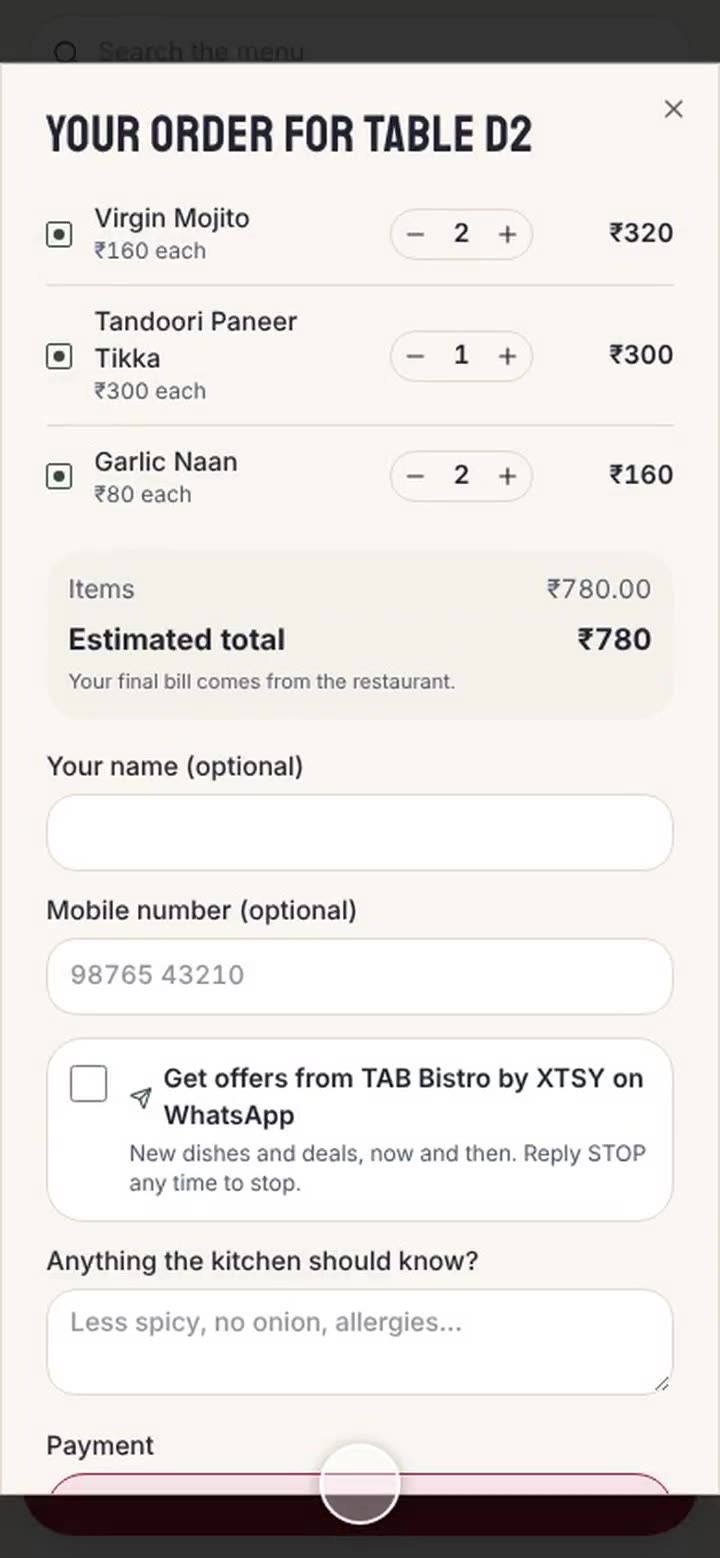 Search the menu
YOUR ORDER FOR TABLE D2
Virgin Mojito
₹160 each
− 2 +
₹320
Tandoori Paneer
Tikka
₹300 each
− 1 +
₹300
Garlic Naan
₹80 each
− 2 +
₹160
Items ₹780.00
Estimated total ₹780
Your final bill comes from the restaurant.
Your name (optional)
Mobile number (optional)
98765 43210
Get offers from TAB Bistro by XTSY on
WhatsApp
New dishes and deals, now and then. Reply STOP
any time to stop.
Anything the kitchen should know?
Less spicy, no onion, allergies...
Payment